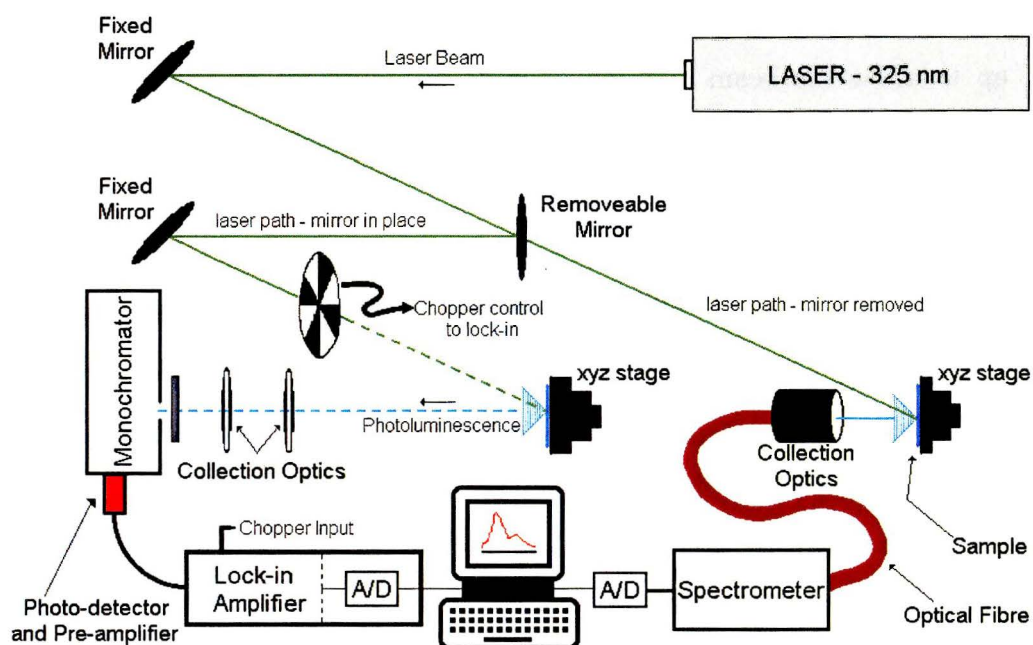 Fixed
Mirror
Laser Beam
LASER - 325 nm
Fixed
Mirror
laser path - mirror in place
Removeable
Mirror
Chopper control
to lock-in
laser path - mirror removed
Monochromator
xyz stage
xyz stage
Photoluminescence
Collection Optics
Collection
Optics
Chopper Input
Sample
Lock-in
Amplifier
A/D
A/D
Spectrometer
Photo-detector
and Pre-amplifier
Optical Fibre